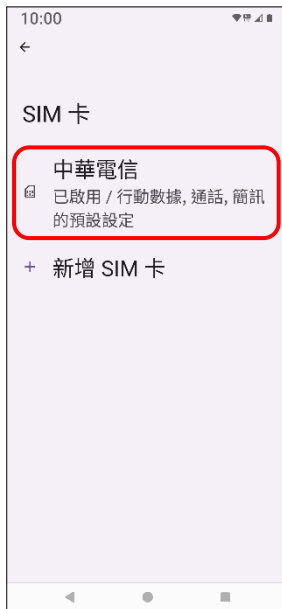 10:00
SIM 卡
中華電信
已啟用 / 行動數據, 通話, 簡訊
的預設設定
+ 新增 SIM 卡